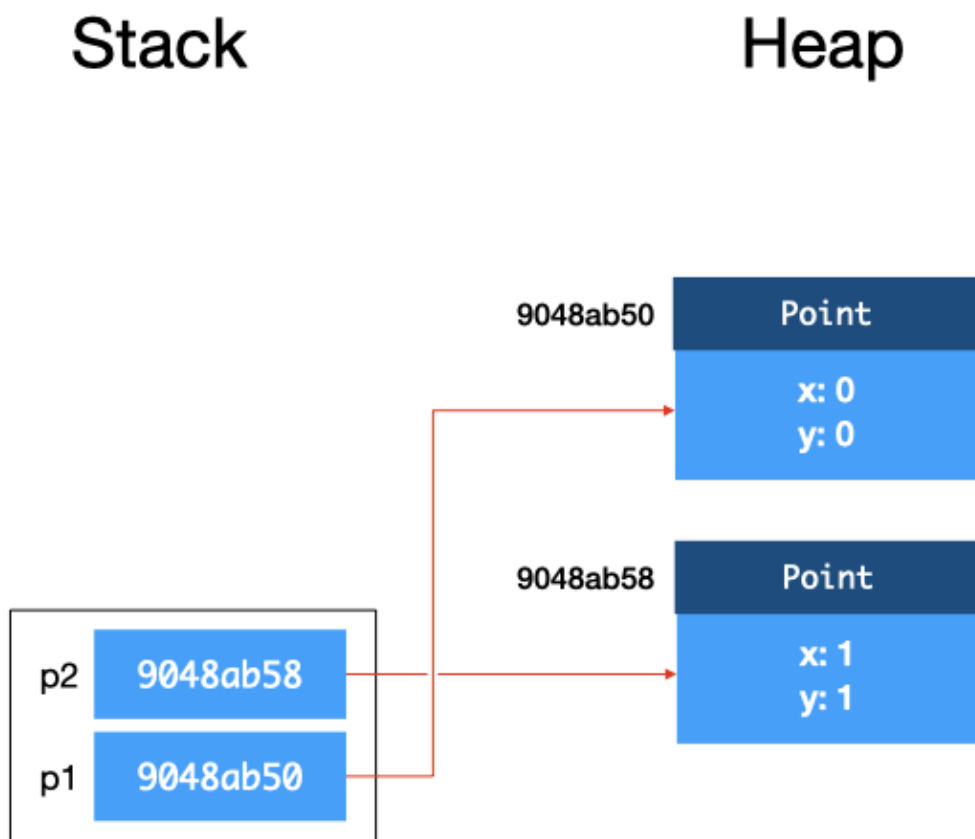 Stack
Heap
9048ab50
Point
x: 0
y: 0
9048ab58
Point
x: 1
y: 1
p2
9048ab58
p1
9048ab50